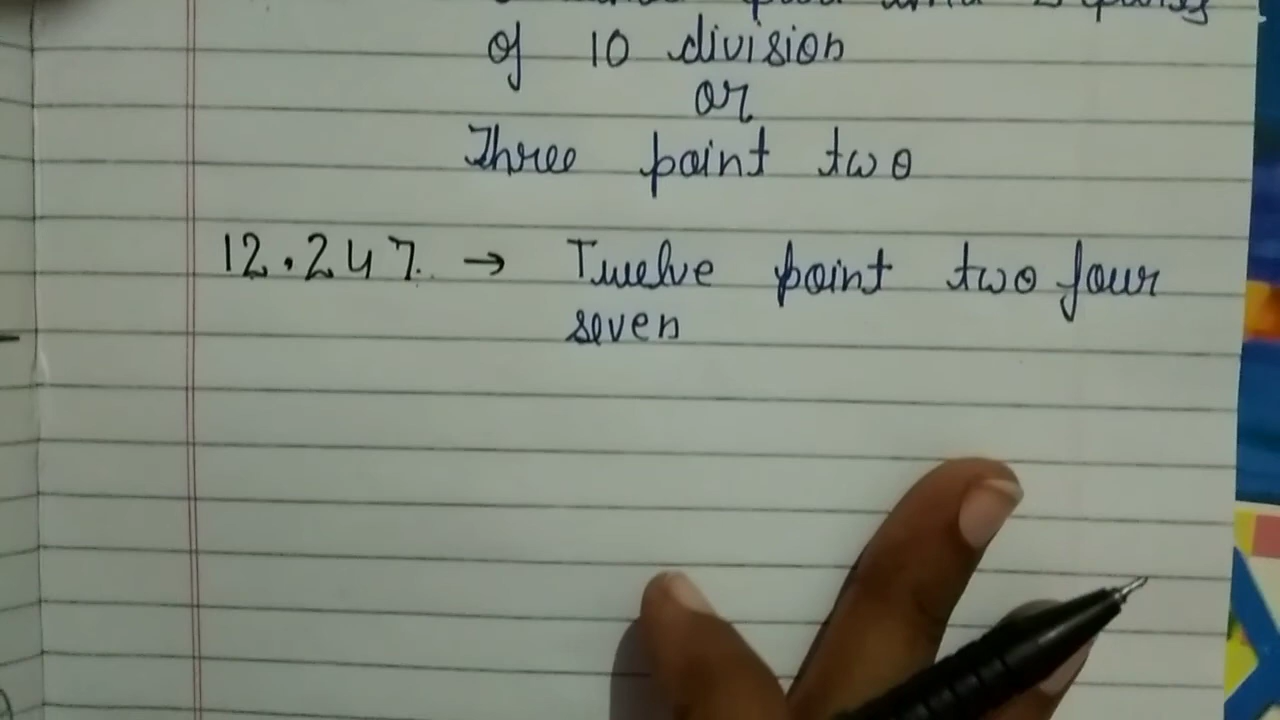 of 10 division
or
Three point two
12.247. → Twelve point two four
seven